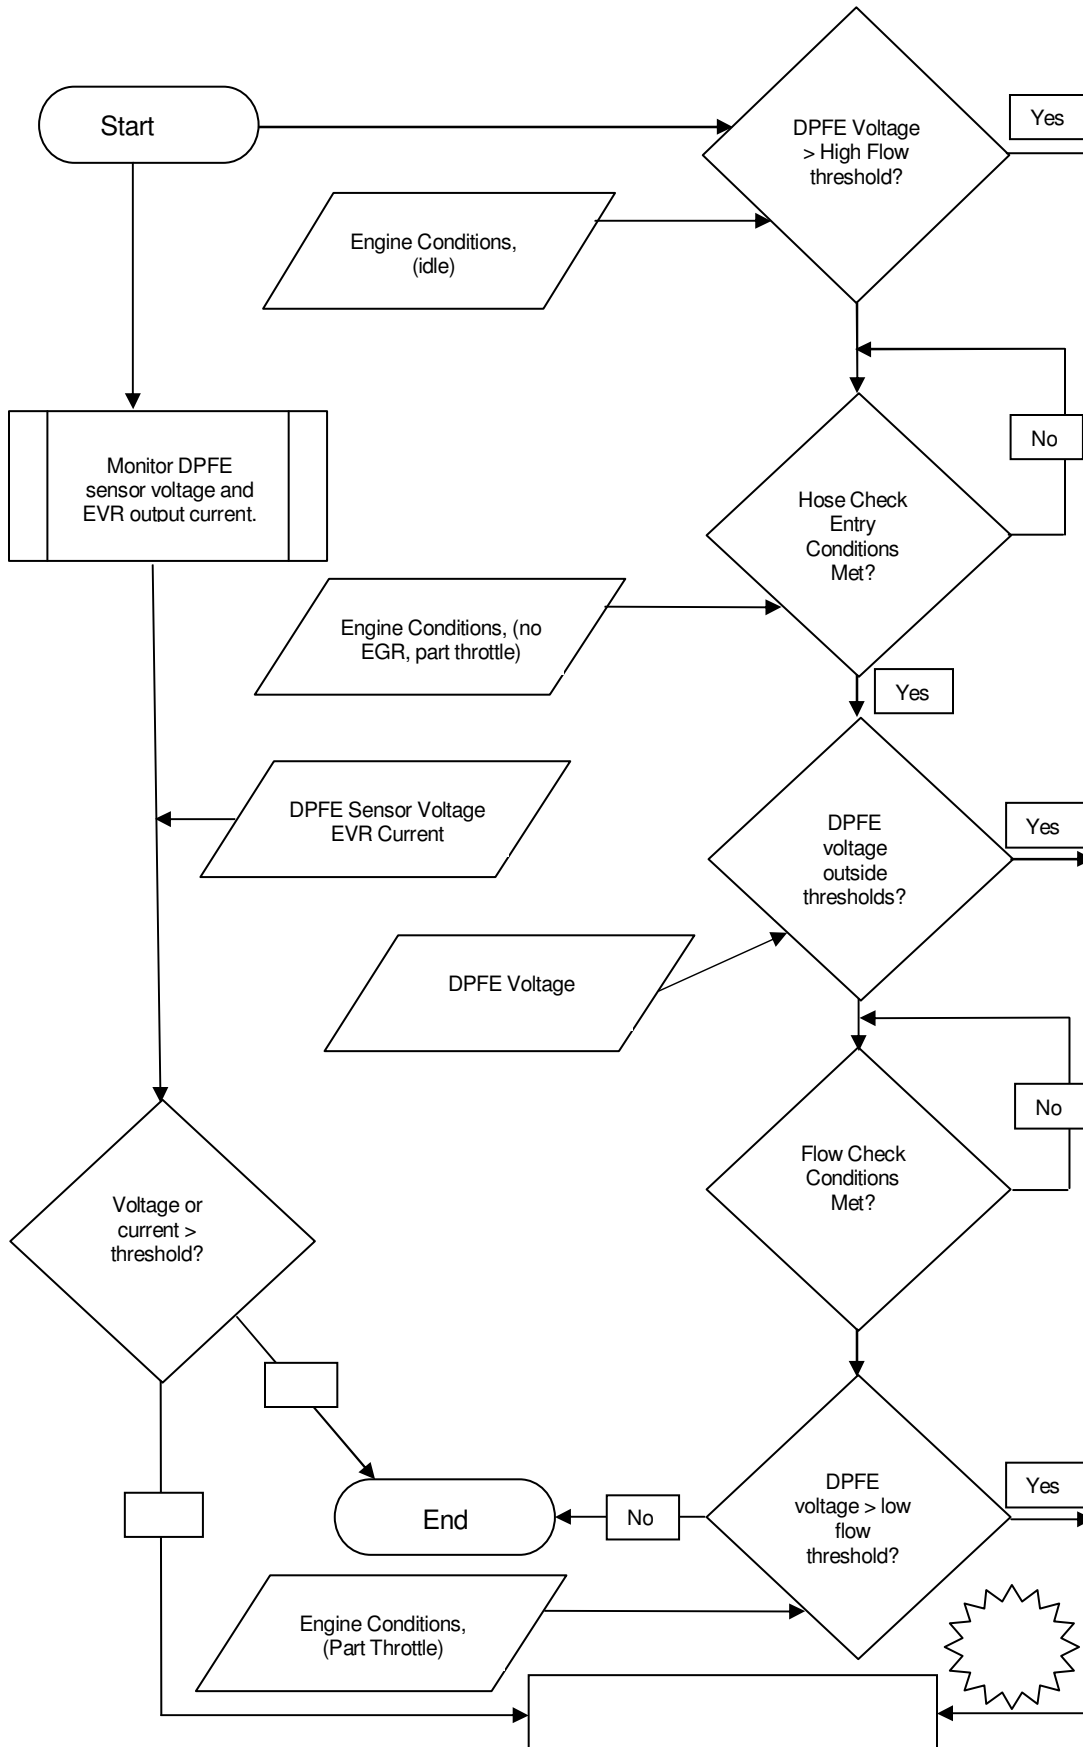 Start
DPFE Voltage
> High Flow
threshold?
Yes
Engine Conditions,
(idle)
Monitor DPFE
sensor voltage and
EVR output current.
No
Hose Check
Entry
Conditions
Met?
Engine Conditions, (no
EGR, part throttle)
Yes
DPFE Sensor Voltage
EVR Current
DPFE
voltage
outside
thresholds?
Yes
DPFE Voltage
No
Flow Check
Conditions
Met?
Voltage or
current >
threshold?
DPFE
voltage > low
flow
threshold?
Yes
No
End
Engine Conditions,
(Part Throttle)